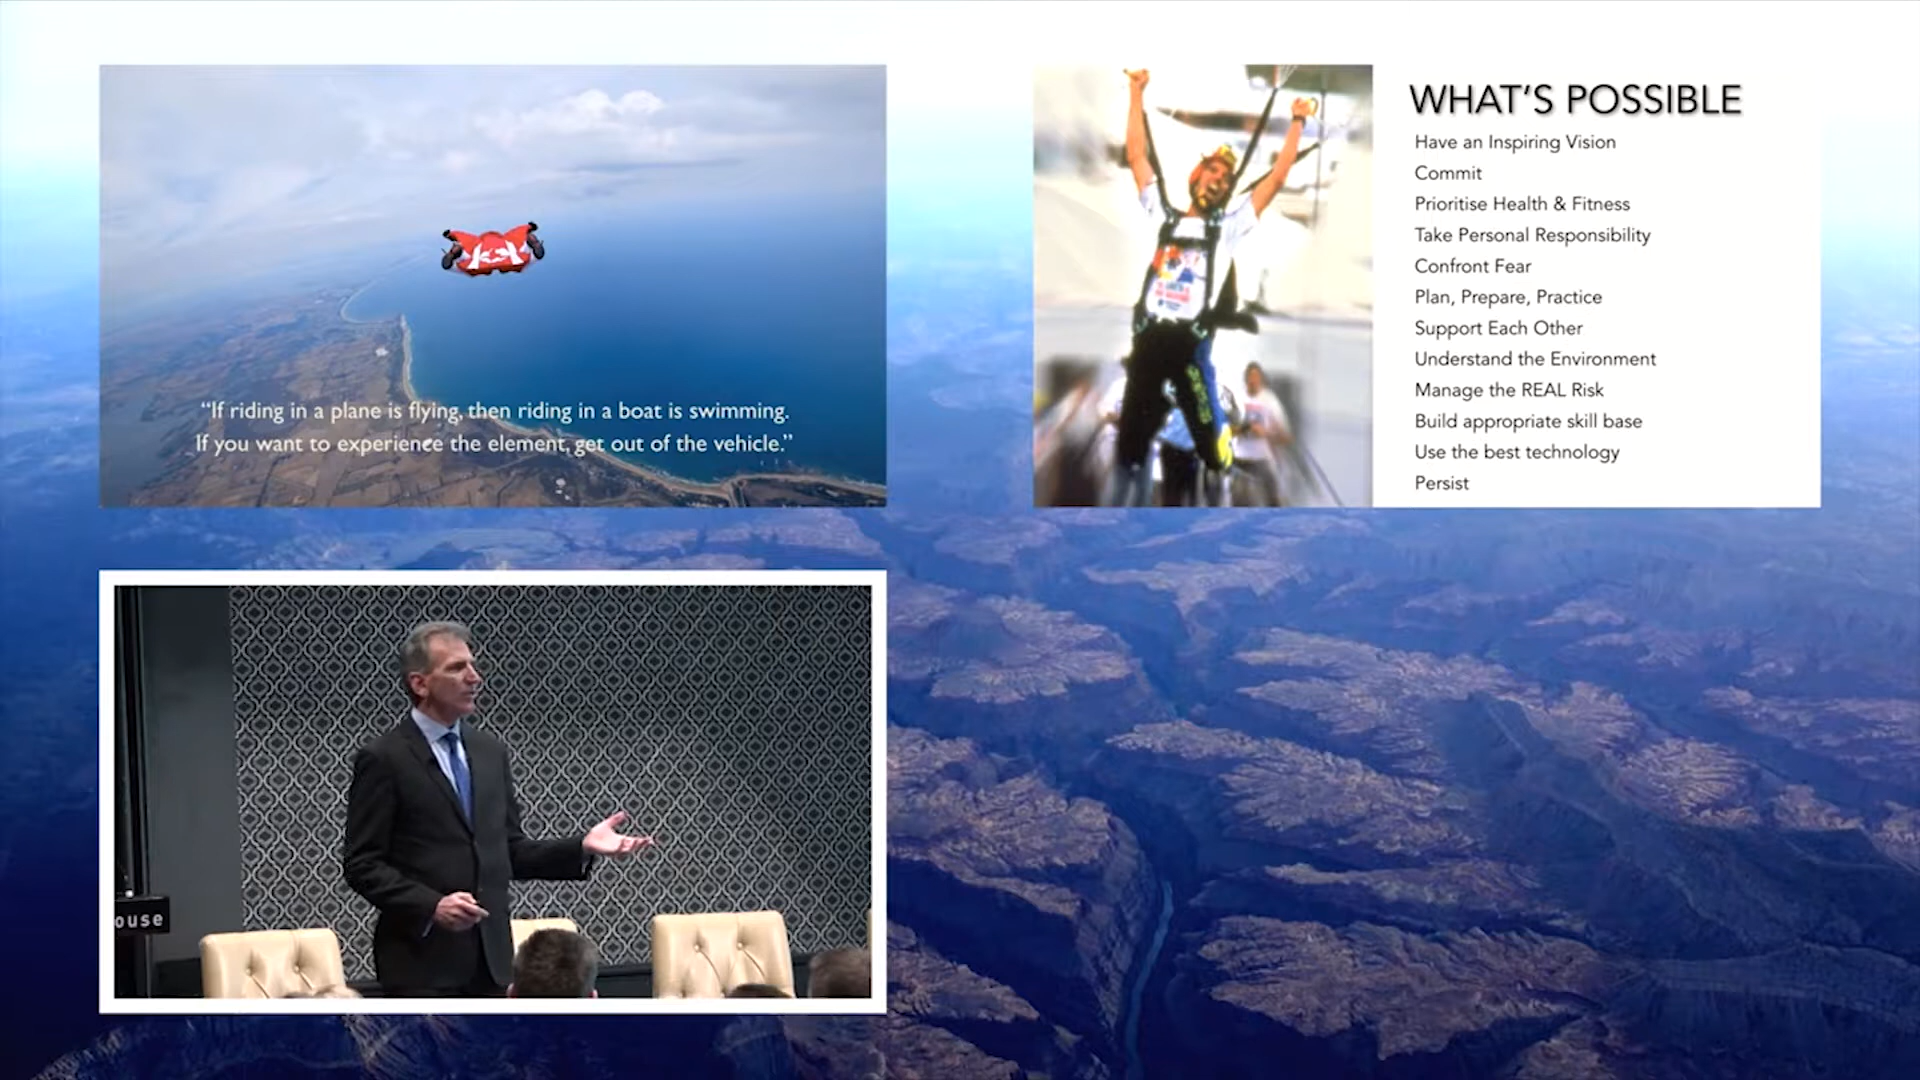 “If riding in a plane is flying, then riding in a boat is swimming.
If you want to experience the element, get out of the vehicle.”
WHAT’S POSSIBLE
Have an Inspiring Vision
Commit
Prioritise Health & Fitness
Take Personal Responsibility
Confront Fear
Plan, Prepare, Practice
Support Each Other
Understand the Environment
Manage the REAL Risk
Build appropriate skill base
Use the best technology
Persist
ouse